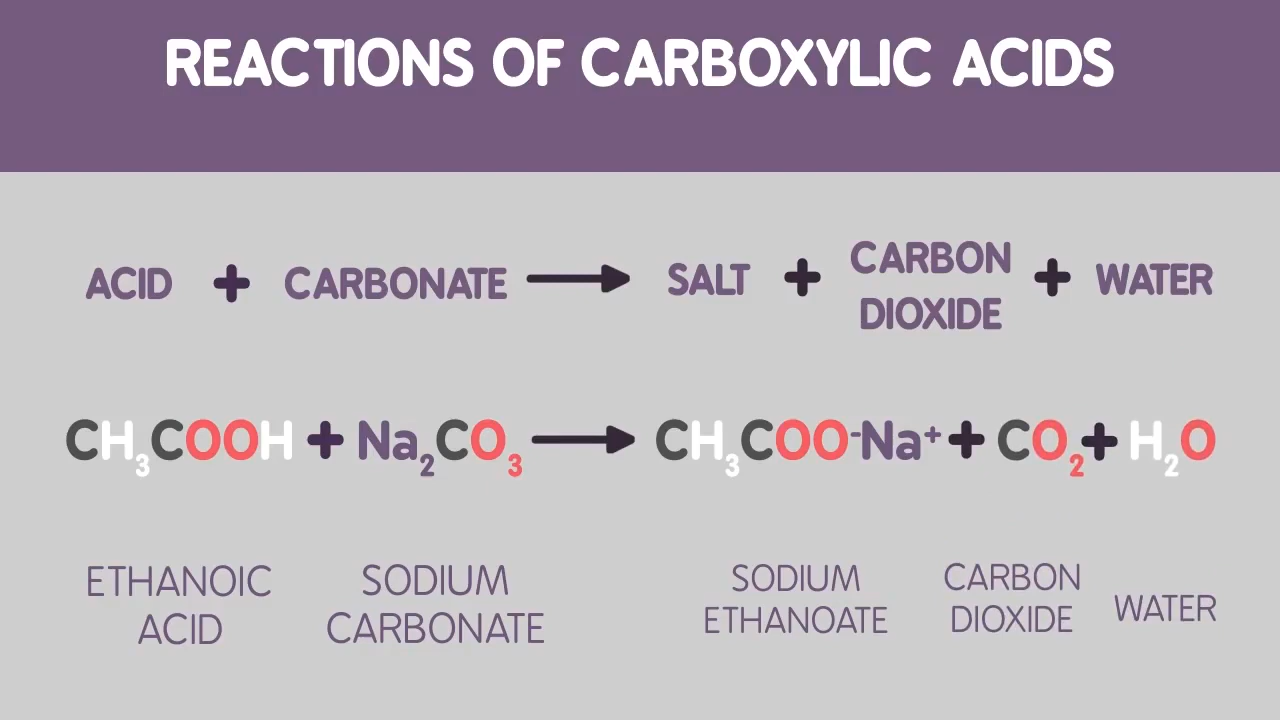 REACTIONS OF CARBOXYLIC ACIDS
ACID + CARBONATE → SALT + CARBON DIOXIDE + WATER
CH₃COOH + Na₂CO₃ → CH₃COO⁻Na⁺ + CO₂ + H₂O
ETHANOIC ACID
SODIUM CARBONATE
SODIUM ETHANOATE
CARBON DIOXIDE
WATER